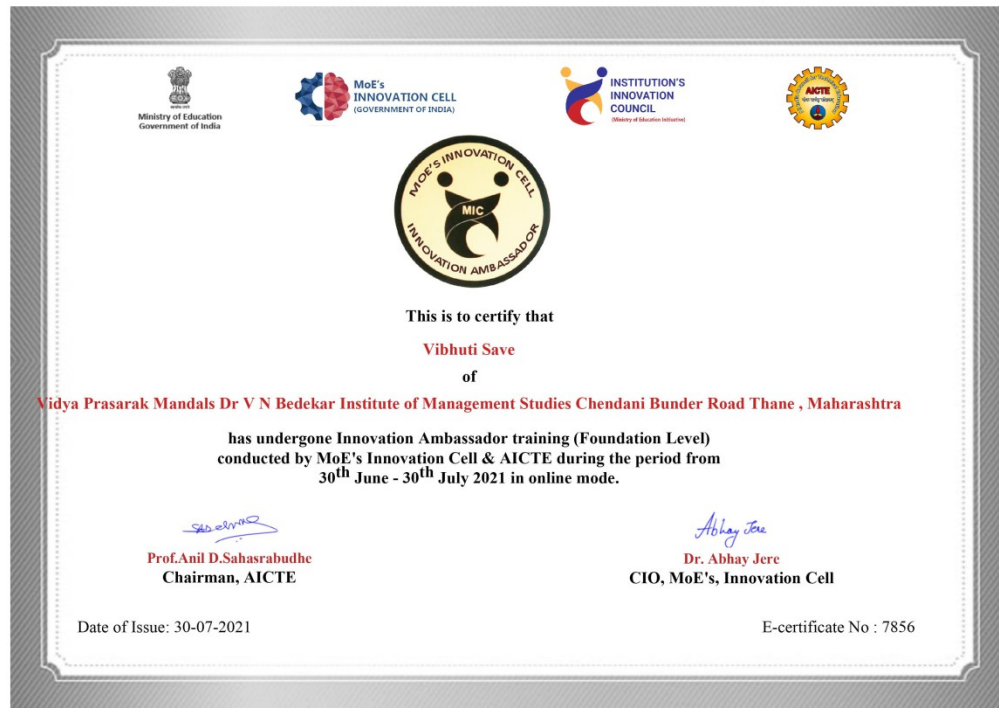 Ministry of Education
Government of India
MoE's
INNOVATION CELL
(GOVERNMENT OF INDIA)
INSTITUTION'S
INNOVATION
COUNCIL
(Ministry of Education Initiative)
AICTE
MOE'S INNOVATION CELL
MIC
INNOVATION AMBASSADOR
This is to certify that
Vibhuti Save
of
Vidya Prasarak Mandals Dr V N Bedekar Institute of Management Studies Chendani Bunder Road Thane , Maharashtra
has undergone Innovation Ambassador training (Foundation Level)
conducted by MoE's Innovation Cell & AICTE during the period from
30th June - 30th July 2021 in online mode.
Abhay Jere
Prof.Anil D.Sahasrabudhe
Dr. Abhay Jere
Chairman, AICTE
CIO, MoE's, Innovation Cell
Date of Issue: 30-07-2021
E-certificate No : 7856